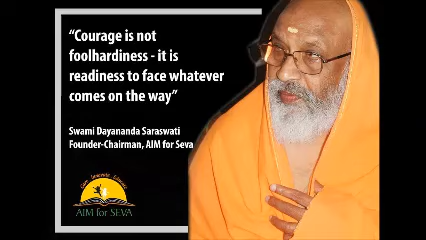 “Courage is not
foolhardiness - it is
readiness to face whatever
comes on the way”
Swami Dayananda Saraswati
Founder-Chairman, AIM for Seva
AIM for SEVA